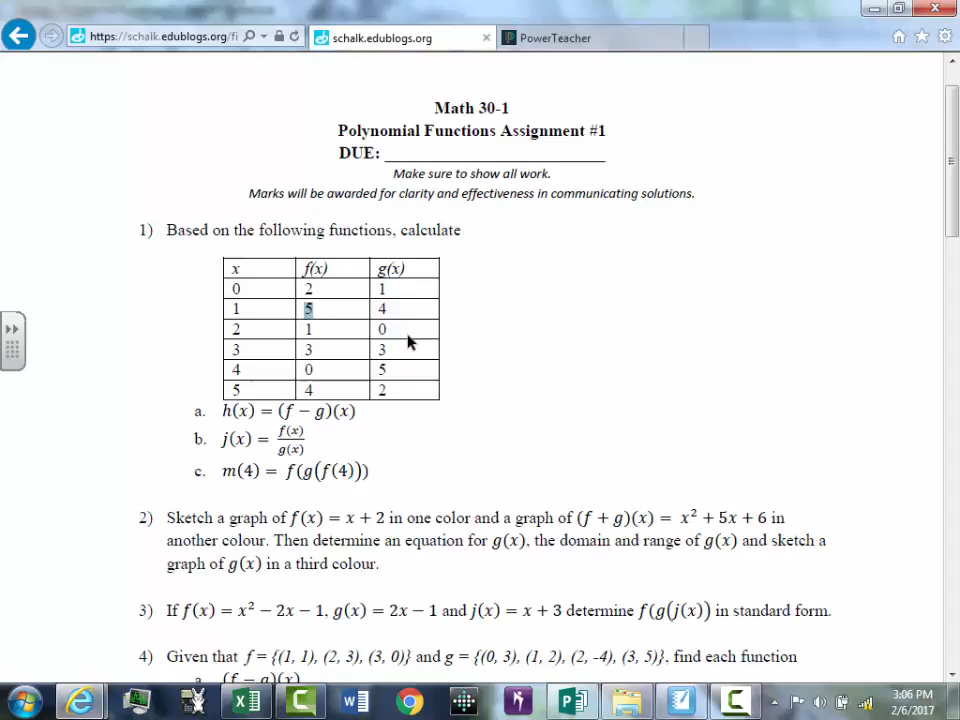 https://schalk.edublogs.org/fi
schalk.edublogs.org
PowerTeacher
Math 30-1
Polynomial Functions Assignment #1
DUE: ____________________
Make sure to show all work.
Marks will be awarded for clarity and effectiveness in communicating solutions.
1) Based on the following functions, calculate
x f(x) g(x)
0 2 1
1 5 4
2 1 0
3 3 3
4 0 5
5 4 2
a. h(x) = (f − g)(x)
b. j(x) = f(x)/g(x)
c. m(4) = f(g(f(4)))
2) Sketch a graph of f(x) = x + 2 in one color and a graph of (f + g)(x) = x² + 5x + 6 in
another colour. Then determine an equation for g(x), the domain and range of g(x) and sketch a
graph of g(x) in a third colour.
3) If f(x) = x² − 2x − 1, g(x) = 2x − 1 and j(x) = x + 3 determine f(g(j(x)) in standard form.
4) Given that f = {(1, 1), (2, 3), (3, 0)} and g = {(0, 3), (1, 2), (2, -4), (3, 5)}, find each function
a. (f − g)(x)
3:06 PM
2/6/2017